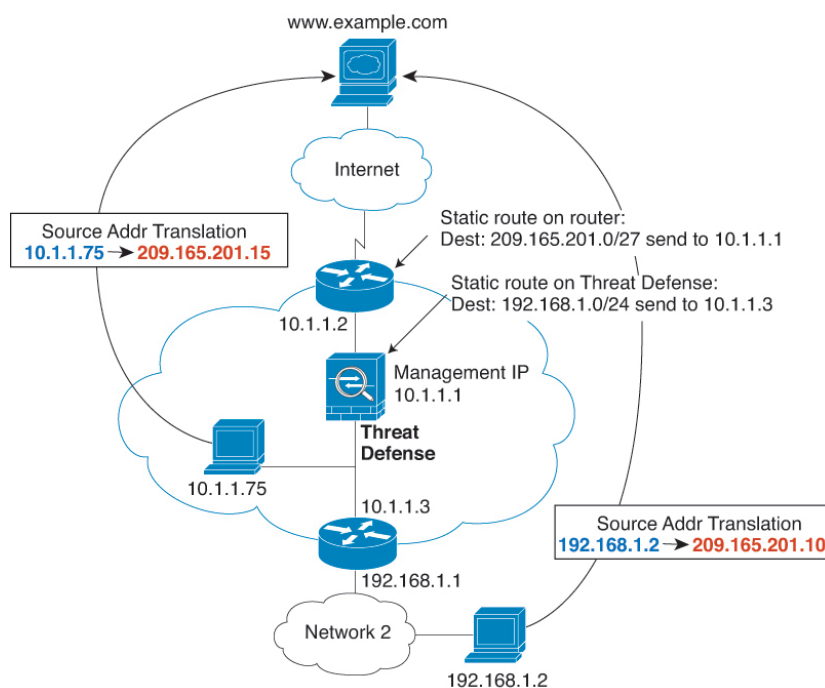 www.example.com
Internet
Source Addr Translation
10.1.1.75 209.165.201.15
Static route on router:
Dest: 209.165.201.0/27 send to 10.1.1.1
Static route on Threat Defense:
Dest: 192.168.1.0/24 send to 10.1.1.3
10.1.1.2
Management IP
10.1.1.1
Threat
Defense
10.1.1.75
10.1.1.3
Source Addr Translation
192.168.1.2 209.165.201.10
192.168.1.1
Network 2
192.168.1.2